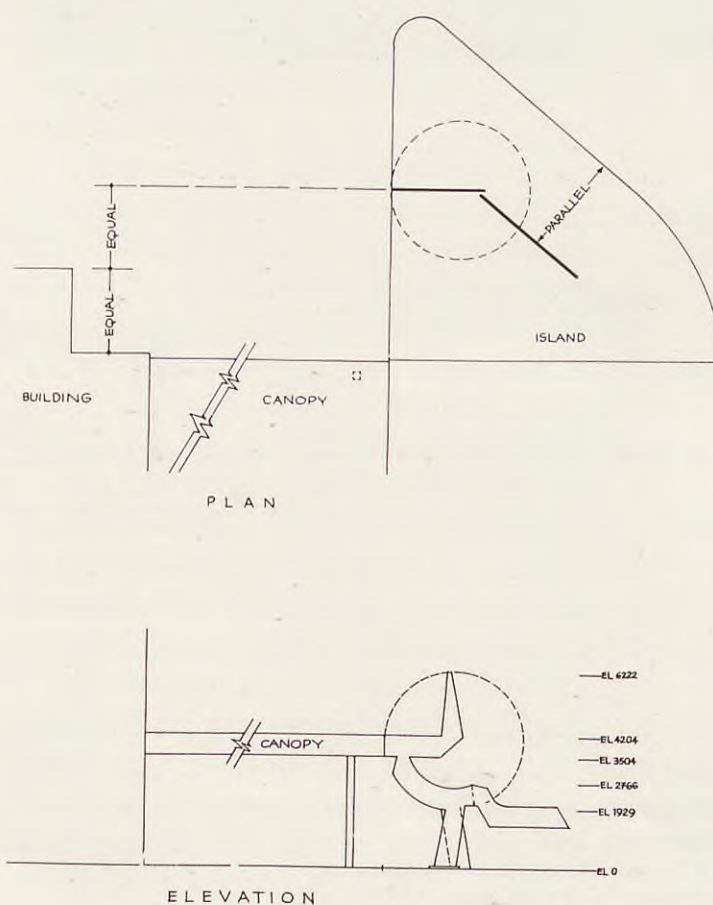 EQUAL
EQUAL
PARALLEL
ISLAND
BUILDING
CANOPY
PLAN
EL 6222
CANOPY
EL 4204
EL 3504
EL 2766
EL 1929
EL 0
ELEVATION